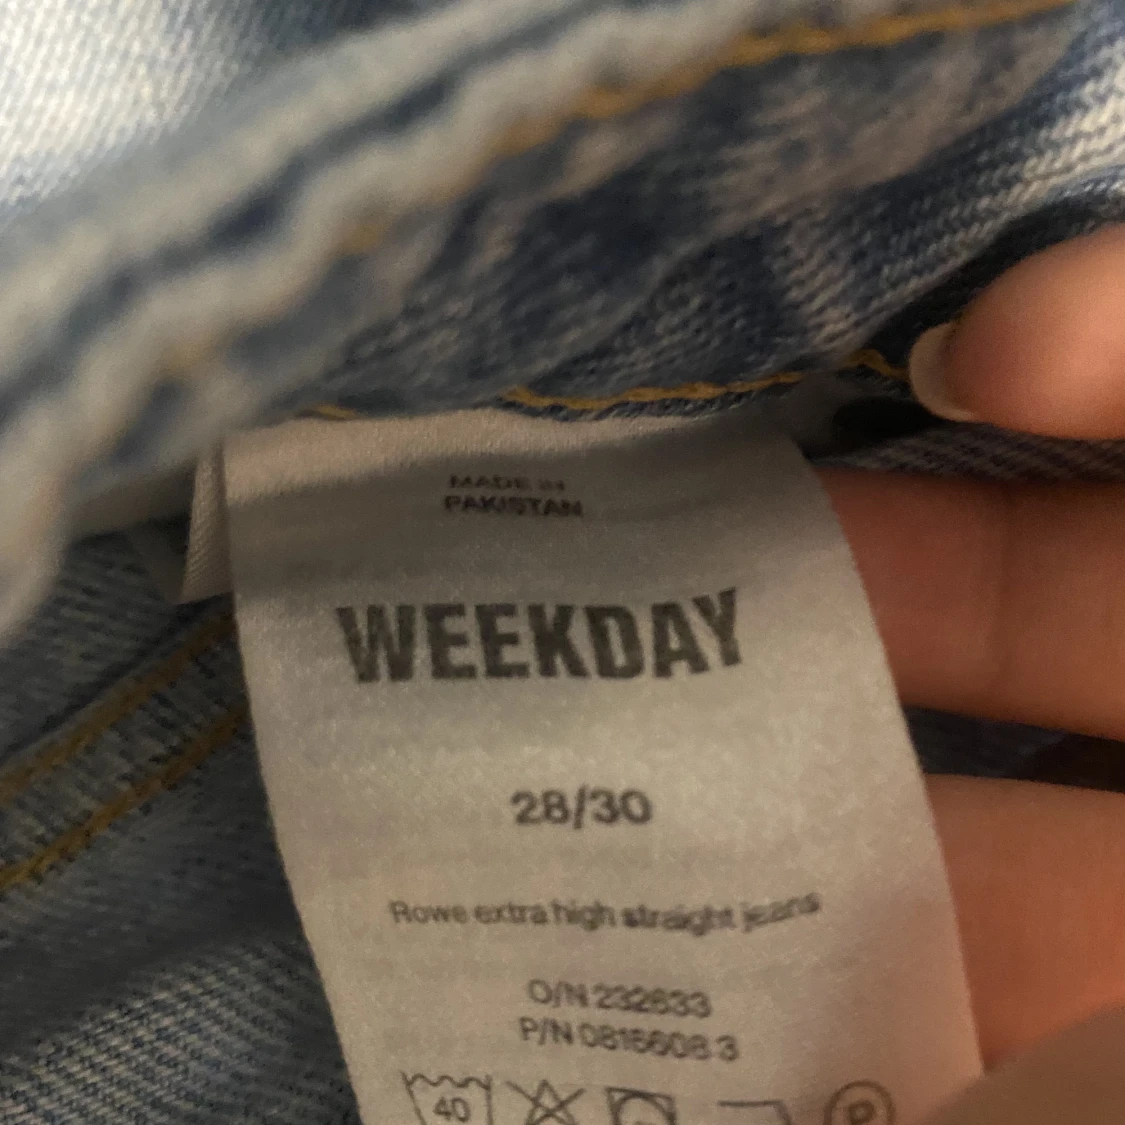 MADE IN
PAKISTAN
WEEKDAY
28/30
Rowe extra high straight jeans
O/N 232633
P/N 0816608 3
40
P